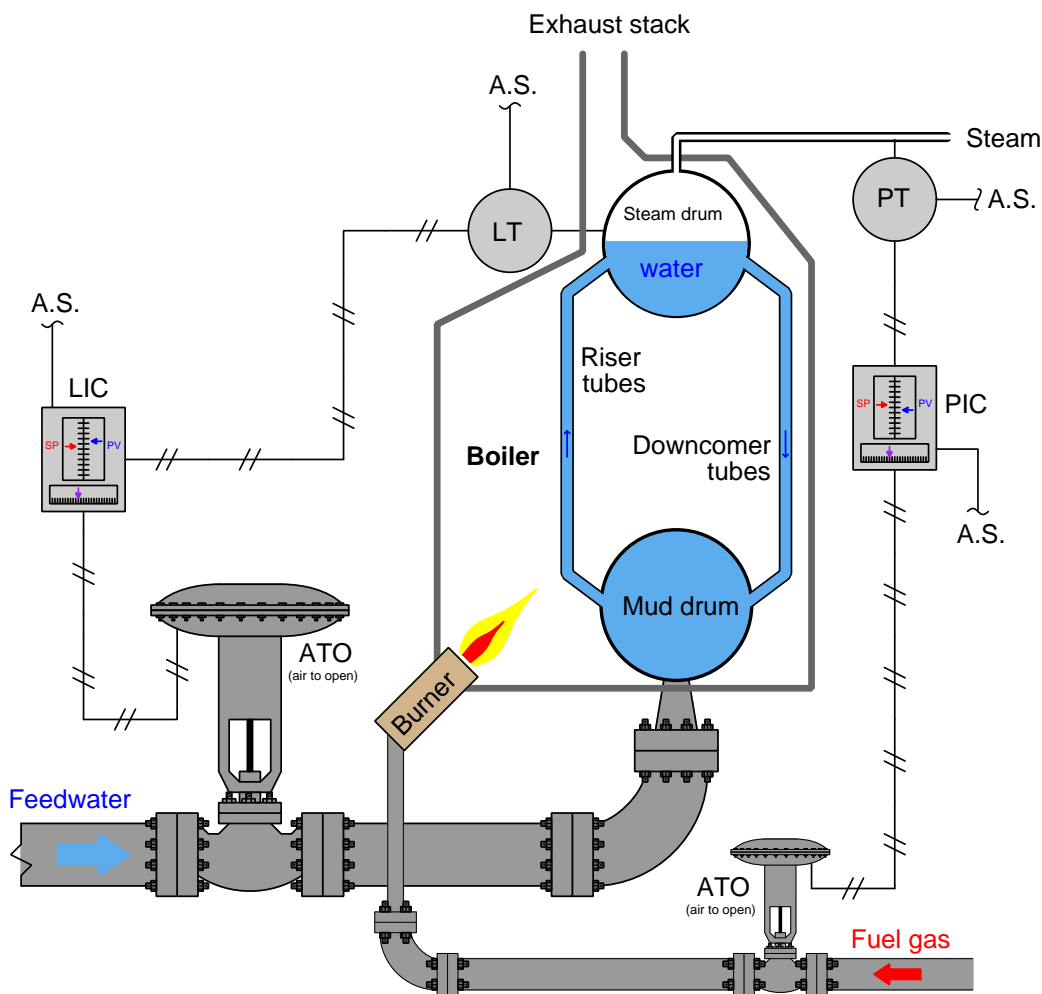 Exhaust stack
A.S.
Steam
LT
Steam drum
PT
A.S.
water
A.S.
LIC
Riser
tubes
SP
PV
SP
PV
PIC
Boiler
Downcomer
tubes
A.S.
Mud drum
ATO
(air to open)
Burner
Feedwater
ATO
(air to open)
Fuel gas